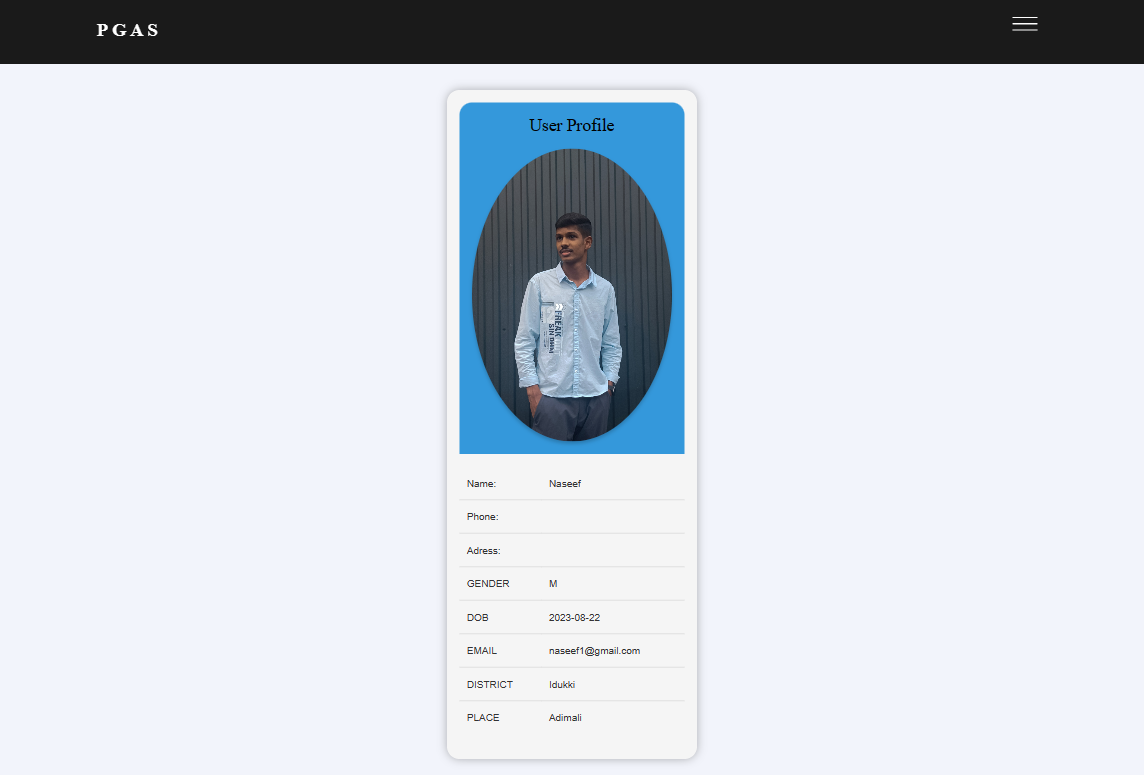 PGAS
User Profile
FREAK
Name: Naseef
Phone:
Adress:
GENDER M
DOB 2023-08-22
EMAIL naseef1@gmail.com
DISTRICT Idukki
PLACE Adimali